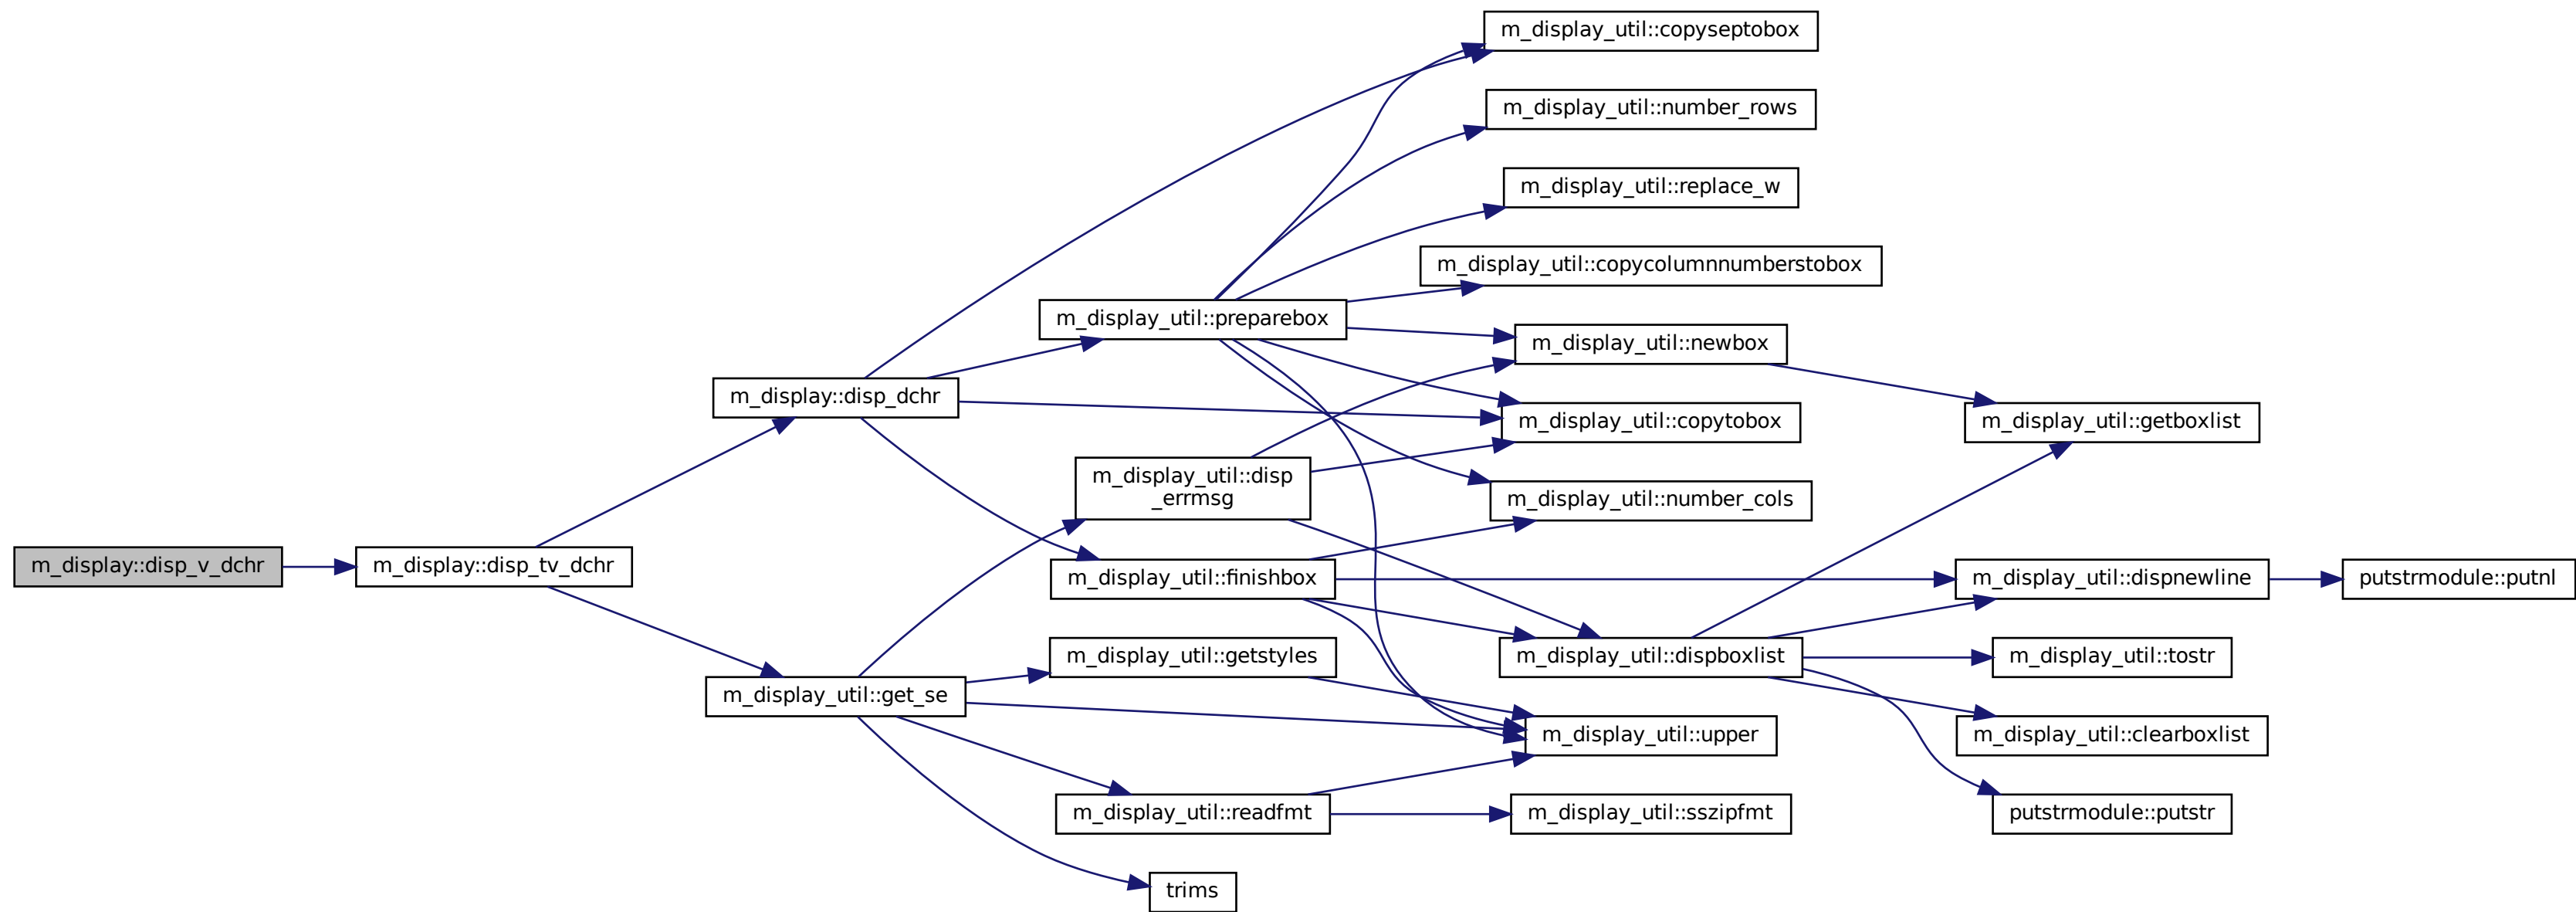 m_display_util::copyseptobox
m_display_util::number_rows
m_display_util::replace_w
m_display_util::copycolumnnumberstobox
m_display_util::preparebox
m_display_util::newbox
m_display::disp_dchr
m_display_util::copytobox
m_display_util::getboxlist
m_display_util::disp
_errmsg
m_display_util::number_cols
m_display::disp_v_dchr
m_display::disp_tv_dchr
m_display_util::finishbox
m_display_util::dispnewline
putstrmodule::putnl
m_display_util::getstyles
m_display_util::dispboxlist
m_display_util::tostr
m_display_util::get_se
m_display_util::upper
m_display_util::clearboxlist
m_display_util::readfmt
m_display_util::sszipfmt
putstrmodule::putstr
trims